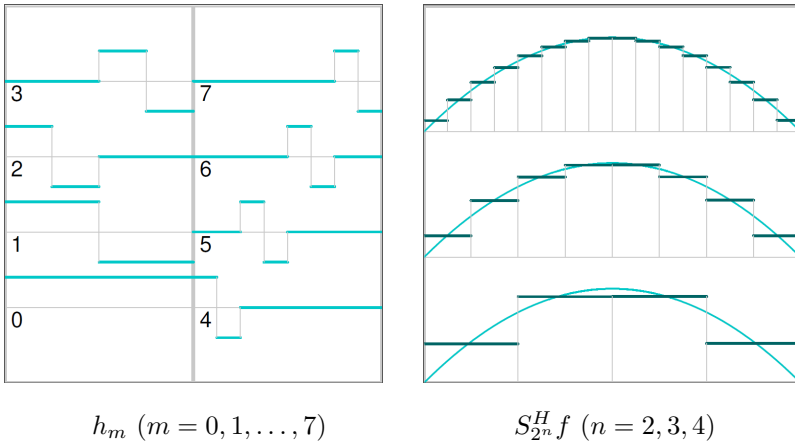 3 7
2 6
1 5
0 4
h_m (m = 0, 1, . . . , 7) S^H_{2^n} f (n = 2, 3, 4)